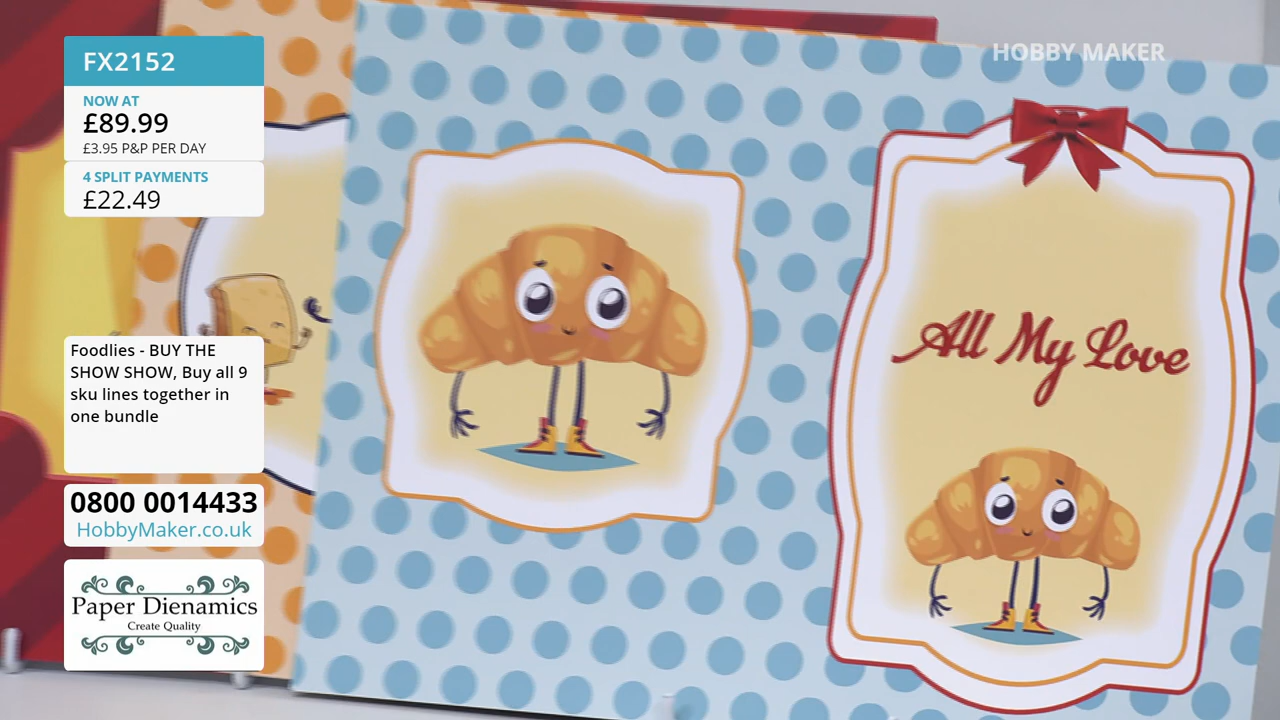 FX2152
NOW AT
£89.99
£3.95 P&P PER DAY
4 SPLIT PAYMENTS
£22.49
Foodlies - BUY THE
SHOW SHOW, Buy all 9
sku lines together in
one bundle
0800 0014433
HobbyMaker.co.uk
Paper Dienamics
Create Quality
HOBBY MAKER
All My Love